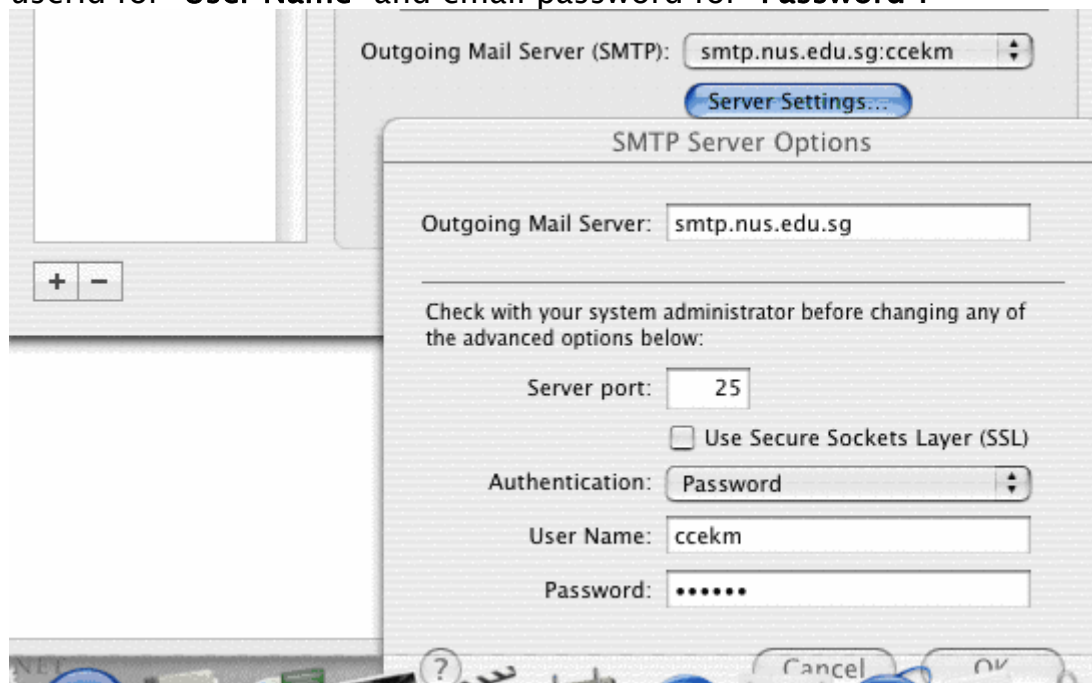 userid for "User Name" and email password for "Password".
Outgoing Mail Server (SMTP): smtp.nus.edu.sg:ccekm
Server Settings...
SMTP Server Options
Outgoing Mail Server: smtp.nus.edu.sg
+ −
Check with your system administrator before changing any of
the advanced options below:
Server port: 25
Use Secure Sockets Layer (SSL)
Authentication: Password
User Name: ccekm
Password: ••••••
? Cancel OK
NET